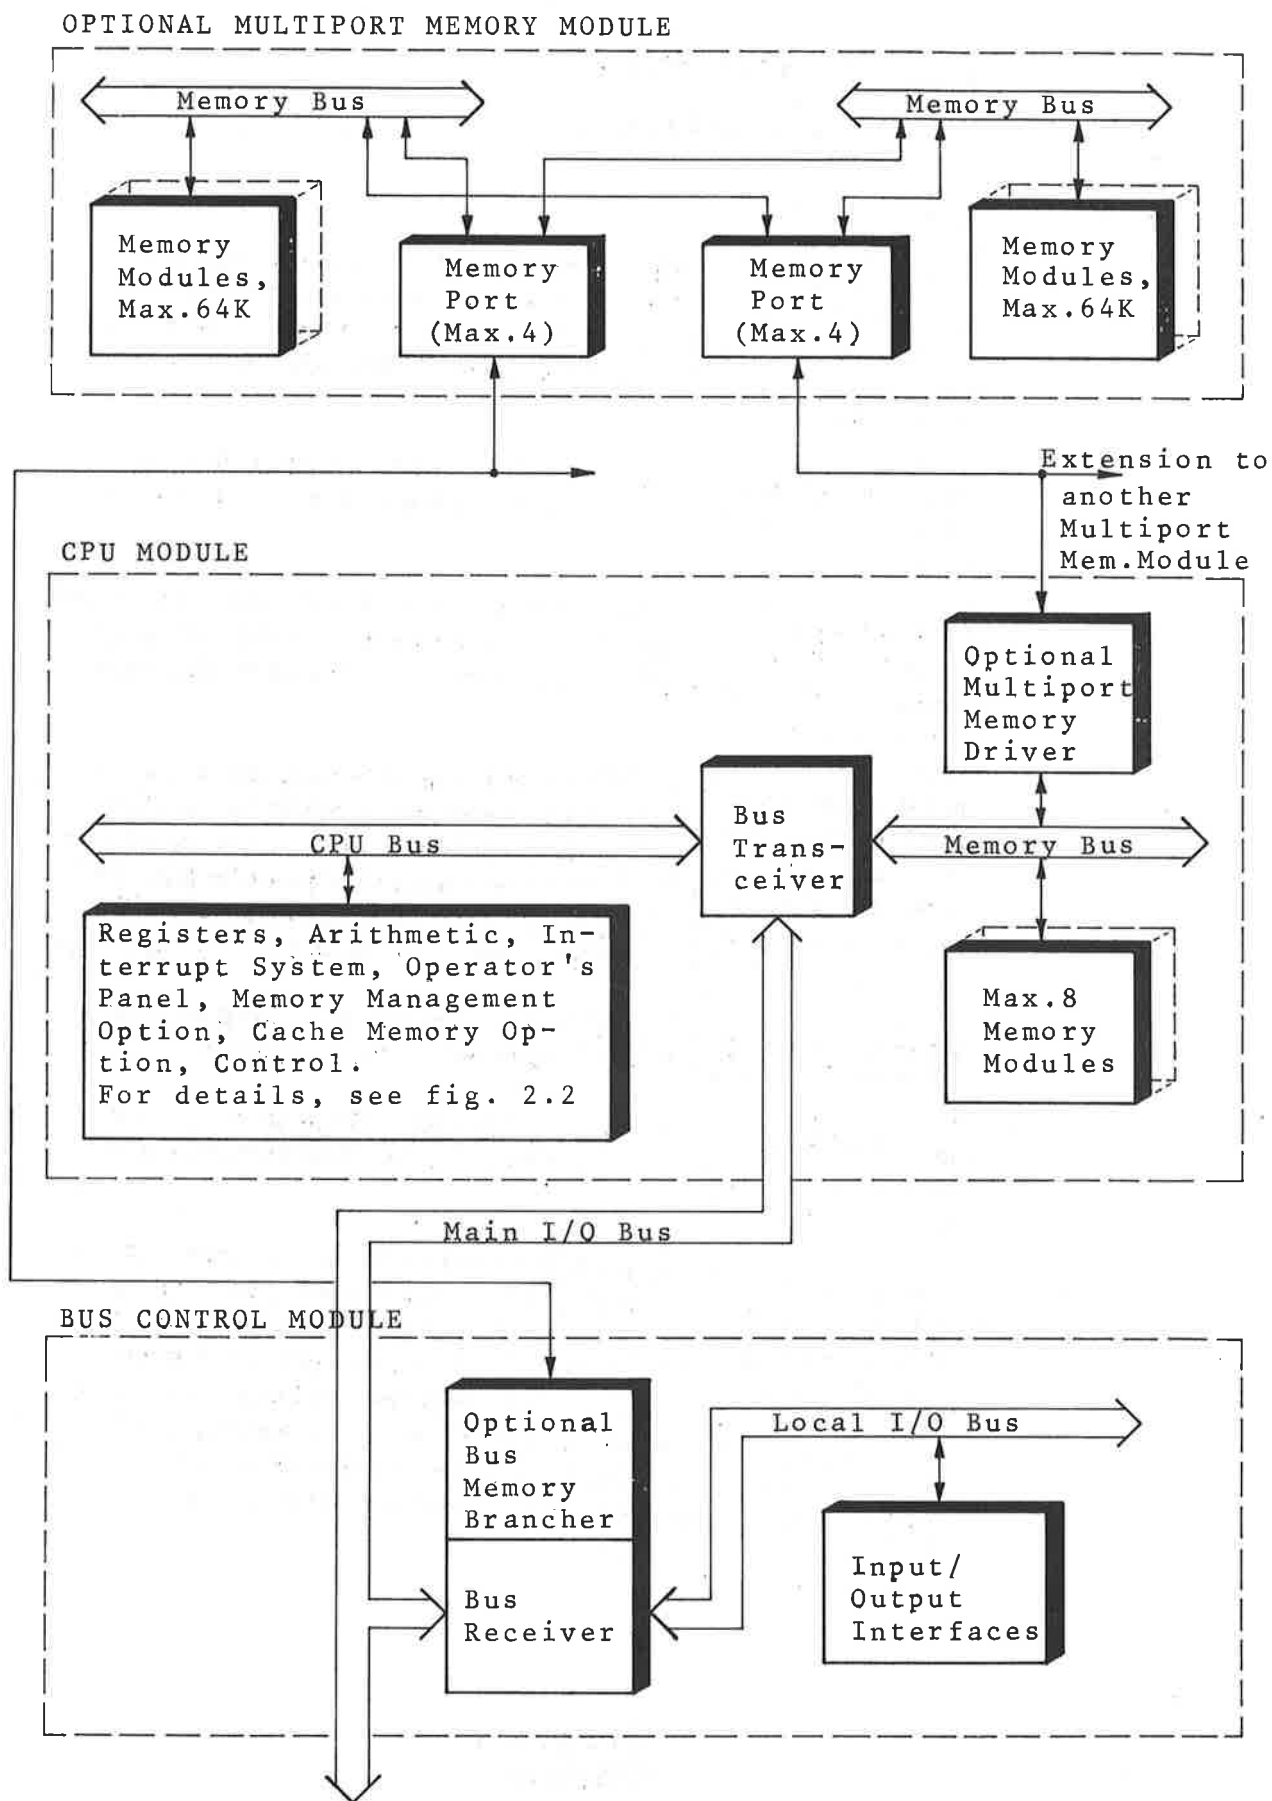 OPTIONAL MULTIPORT MEMORY MODULE
Memory Bus
Memory Bus
Memory
Modules,
Max.64K
Memory
Port
(Max.4)
Memory
Port
(Max.4)
Memory
Modules,
Max.64K
Extension to
another
Multiport
Mem.Module
CPU MODULE
Optional
Multiport
Memory
Driver
Bus
Trans-
ceiver
CPU Bus
Memory Bus
Registers, Arithmetic, In-
terrupt System, Operator's
Panel, Memory Management
Option, Cache Memory Op-
tion, Control.
For details, see fig. 2.2
Max.8
Memory
Modules
Main I/O Bus
BUS CONTROL MODULE
Optional
Bus
Memory
Brancher
Bus
Receiver
Local I/O Bus
Input/
Output
Interfaces